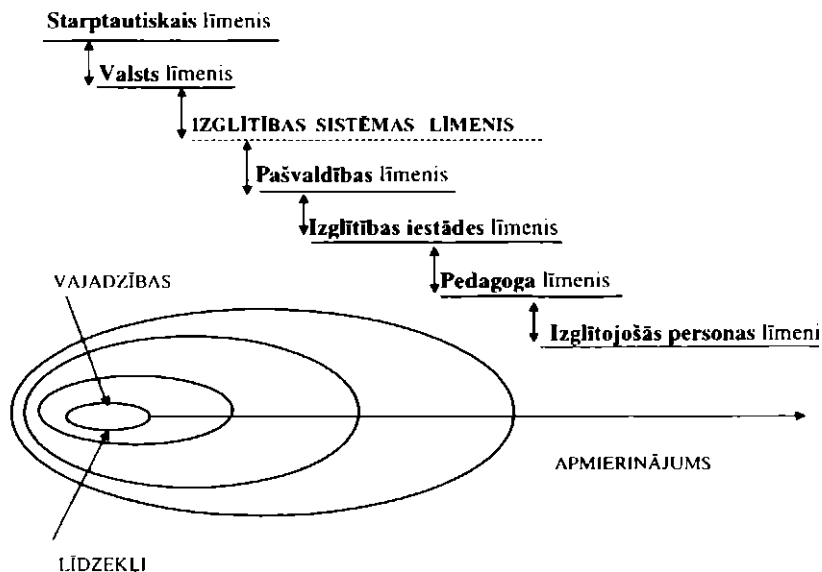 Starptautiskais līmenis
Valsts līmenis
IZGLĪTĪBAS SISTĒMAS LĪMENIS
Pašvaldības līmenis
Izglītības iestādes līmenis
Pedagoga līmenis
Izglītojošās personas līmeni
VAJADZĪBAS
APMIERINĀJUMS
LĪDZEKĻI